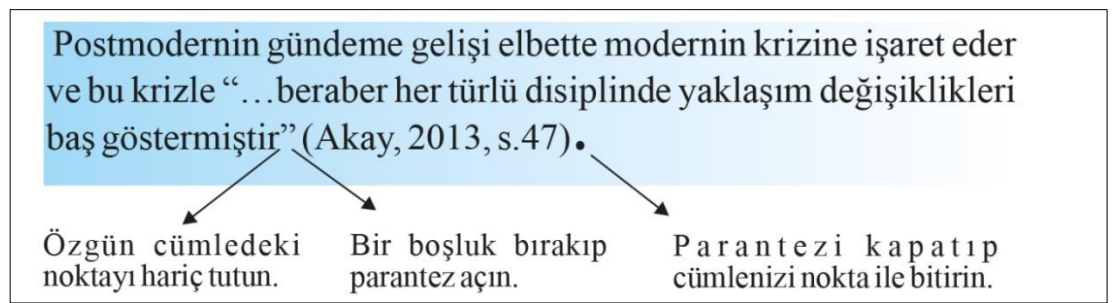 Postmodernin gündeme gelişi elbette modernin krizine işaret eder
ve bu krizle “…beraber her türlü disiplinde yaklaşım değişiklikleri
baş göstermiştir” (Akay, 2013, s.47).
Özgün cümledeki
noktayı hariç tutun.
Bir boşluk bırakıp
parantez açın.
Parantezi kapatıp
cümlenizi nokta ile bitirin.